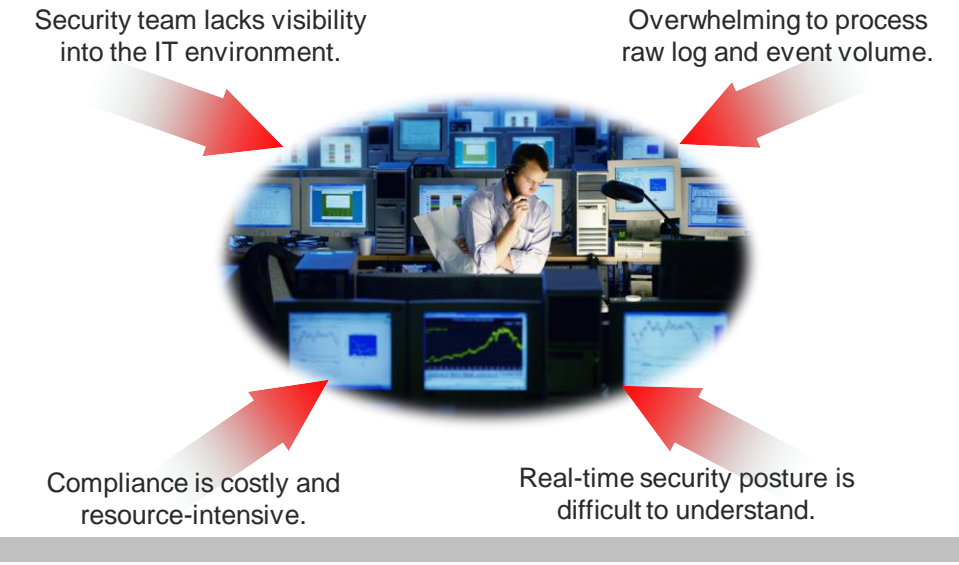 Security team lacks visibility
into the IT environment.
Overwhelming to process
raw log and event volume.
Compliance is costly and
resource-intensive.
Real-time security posture is
difficult to understand.